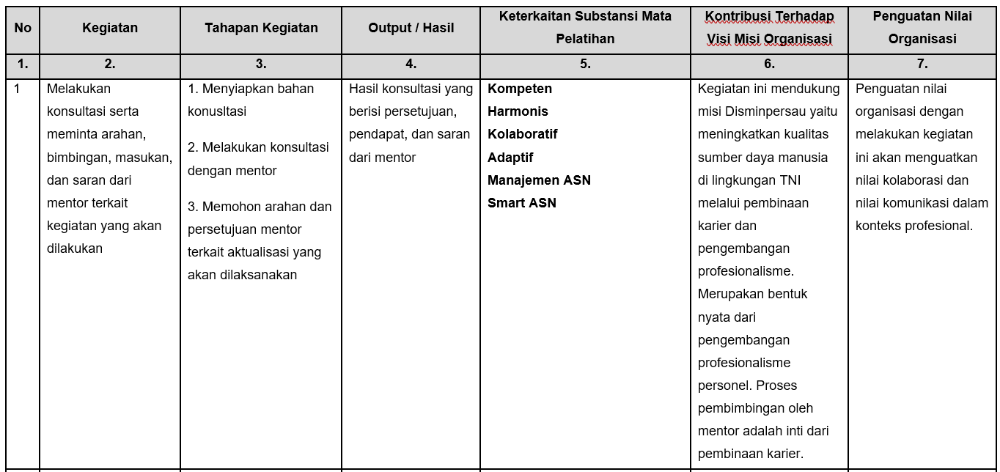 No
Kegiatan
Tahapan Kegiatan
Output / Hasil
Keterkaitan Substansi Mata
Pelatihan
Kontribusi Terhadap
Visi Misi Organisasi
Penguatan Nilai
Organisasi
1.
2.
3.
4.
5.
6.
7.
1
Melakukan
konsultasi serta
meminta arahan,
bimbingan, masukan,
dan saran dari
mentor terkait
kegiatan yang akan
dilakukan
1. Menyiapkan bahan
konusltasi
2. Melakukan konsultasi
dengan mentor
3. Memohon arahan dan
persetujuan mentor
terkait aktualisasi yang
akan dilaksanakan
Hasil konsultasi yang
berisi persetujuan,
pendapat, dan saran
dari mentor
Kompeten
Harmonis
Kolaboratif
Adaptif
Manajemen ASN
Smart ASN
Kegiatan ini mendukung
misi Disminpersau yaitu
meningkatkan kualitas
sumber daya manusia
di lingkungan TNI
melalui pembinaan
karier dan
pengembangan
profesionalisme.
Merupakan bentuk
nyata dari
pengembangan
profesionalisme
personel. Proses
pembimbingan oleh
mentor adalah inti dari
pembinaan karier.
Penguatan nilai
organisasi dengan
melakukan kegiatan
ini akan menguatkan
nilai kolaborasi dan
nilai komunikasi dalam
konteks profesional.